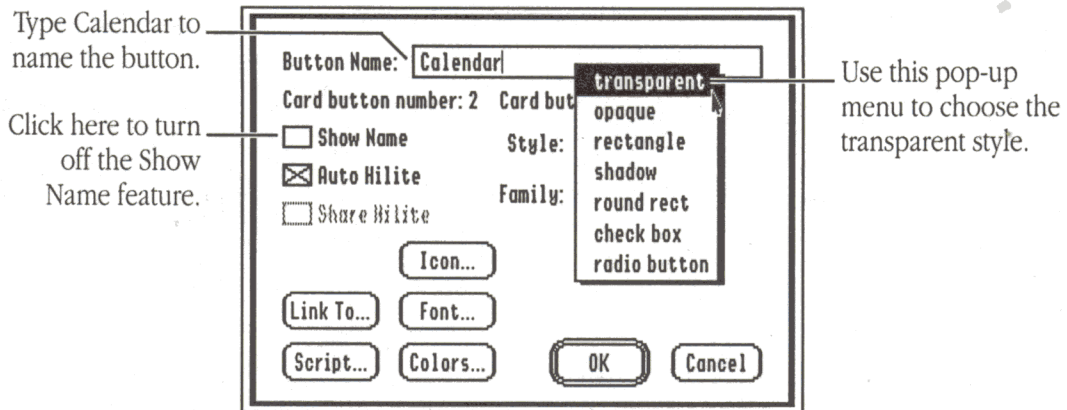 Type Calendar to
name the button.
Button Name: Calendar
transparent
Use this pop-up
menu to choose the
transparent style.
Card button number: 2 Card but
opaque
Click here to turn
off the Show
Name feature.
Show Name
Style:
rectangle
Auto Hilite
shadow
Family:
round rect
Share Hilite
check box
radio button
Icon...
Link To...
Font...
Script...
Colors...
OK
Cancel